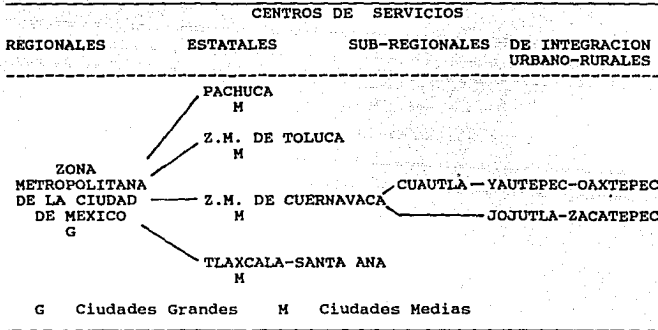 CENTROS DE SERVICIOS
REGIONALES ESTATALES SUB-REGIONALES DE INTEGRACION
URBANO-RURALES
PACHUCA
M
Z.M. DE TOLUCA
M
ZONA
METROPOLITANA CUAUTLA YAUTEPEC-OAXTEPEC
DE LA CIUDAD Z.M. DE CUERNAVACA
DE MEXICO M JOJUTLA-ZACATEPEC
G
TLAXCALA-SANTA ANA
M
G Ciudades Grandes M Ciudades Medias